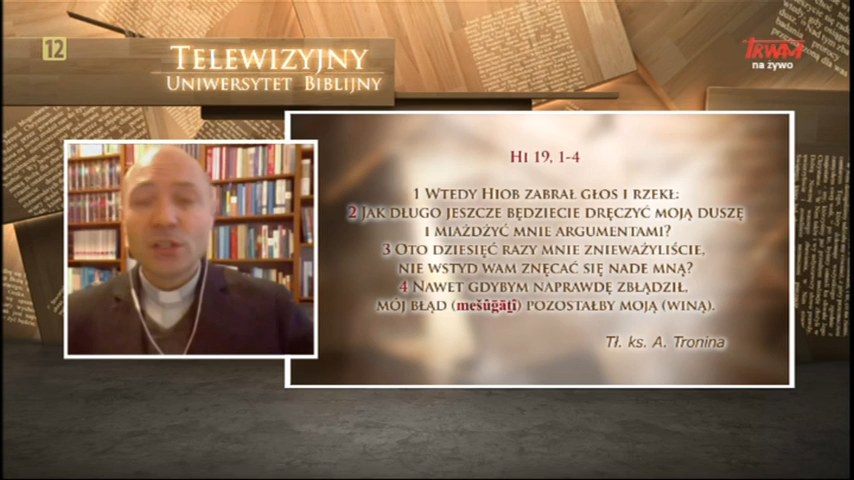 12
TELEWIZYJNY
UNIWERSYTET BIBLIJNY
TRWAM
na żywo
HI 19, 1-4
1 WTEDY HIOB ZABRAŁ GŁOS I RZEKŁ:
2 JAK DŁUGO JESZCZE BĘDZIECIE DRĘCZYĆ MOJĄ DUSZĘ
I MIAŻDŻYĆ MNIE ARGUMENTAMI?
3 OTO DZIESIĘĆ RAZY MNIE ZNIEWAŻYLIŚCIE,
NIE WSTYD WAM ZNĘCAĆ SIĘ NADE MNĄ?
4 NAWET GDYBYM NAPRAWDĘ ZBŁĄDZIŁ,
MÓJ BŁĄD (mešûḡāṯî) POZOSTAŁBY MOJĄ (WINĄ).
Tł. ks. A. Tronina